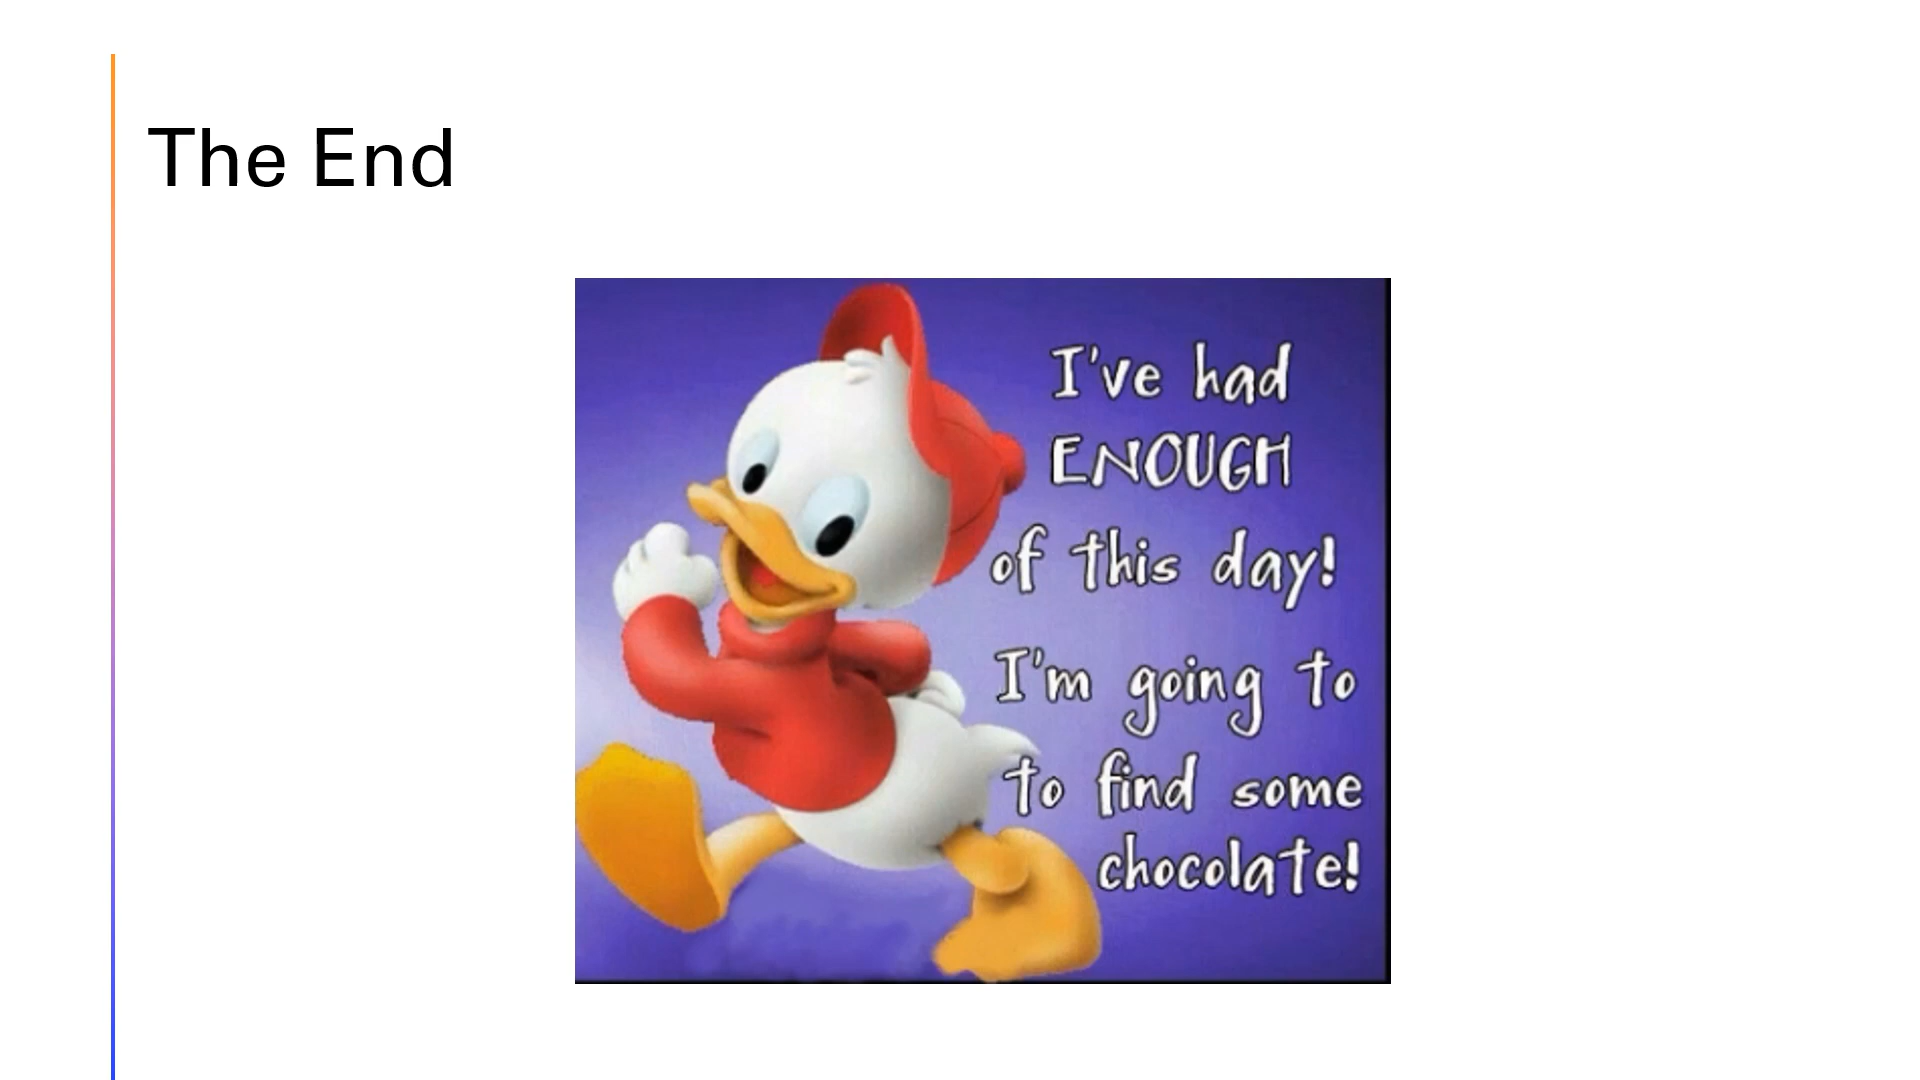 The End
I've had
ENOUGH
of this day!
I'm going to
to find some
chocolate!